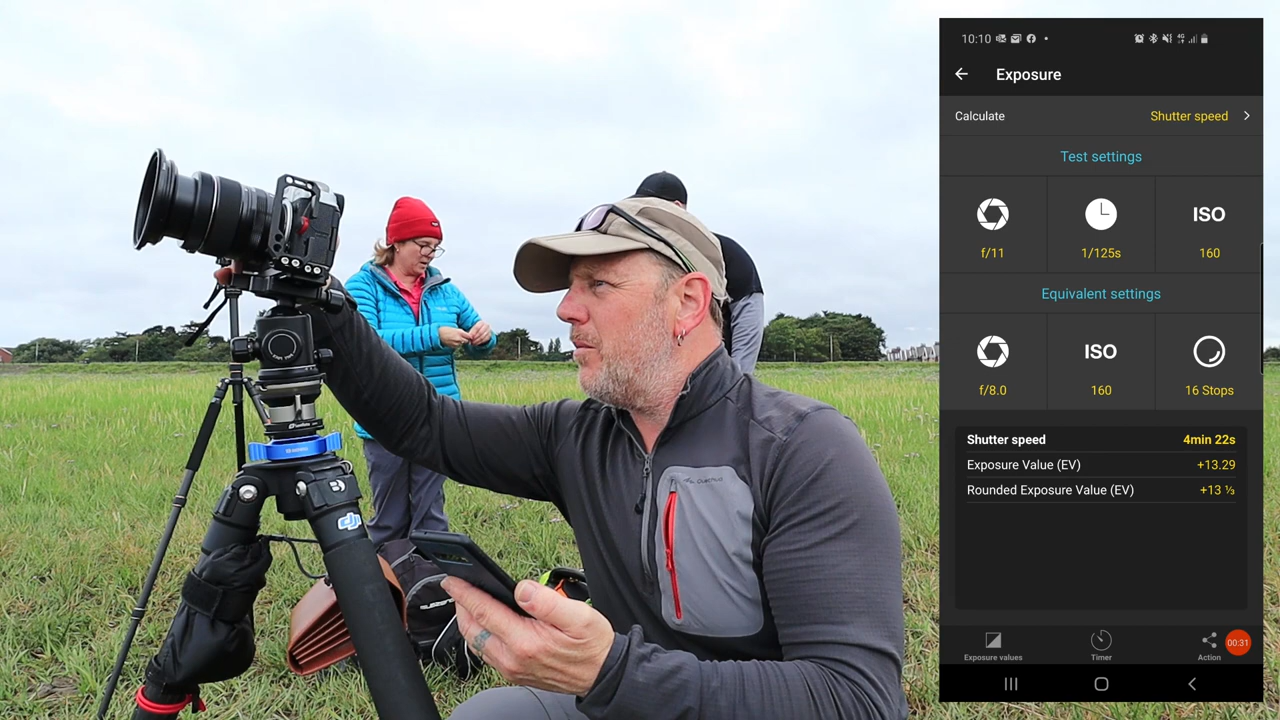 10:10
Exposure
Calculate
Shutter speed
Test settings
ISO
f/11
1/125s
160
Equivalent settings
ISO
f/8.0
160
16 Stops
Shutter speed
4min 22s
Exposure Value (EV)
+13.29
Rounded Exposure Value (EV)
+13 ⅓
Exposure values
Timer
Action
00:31
dji